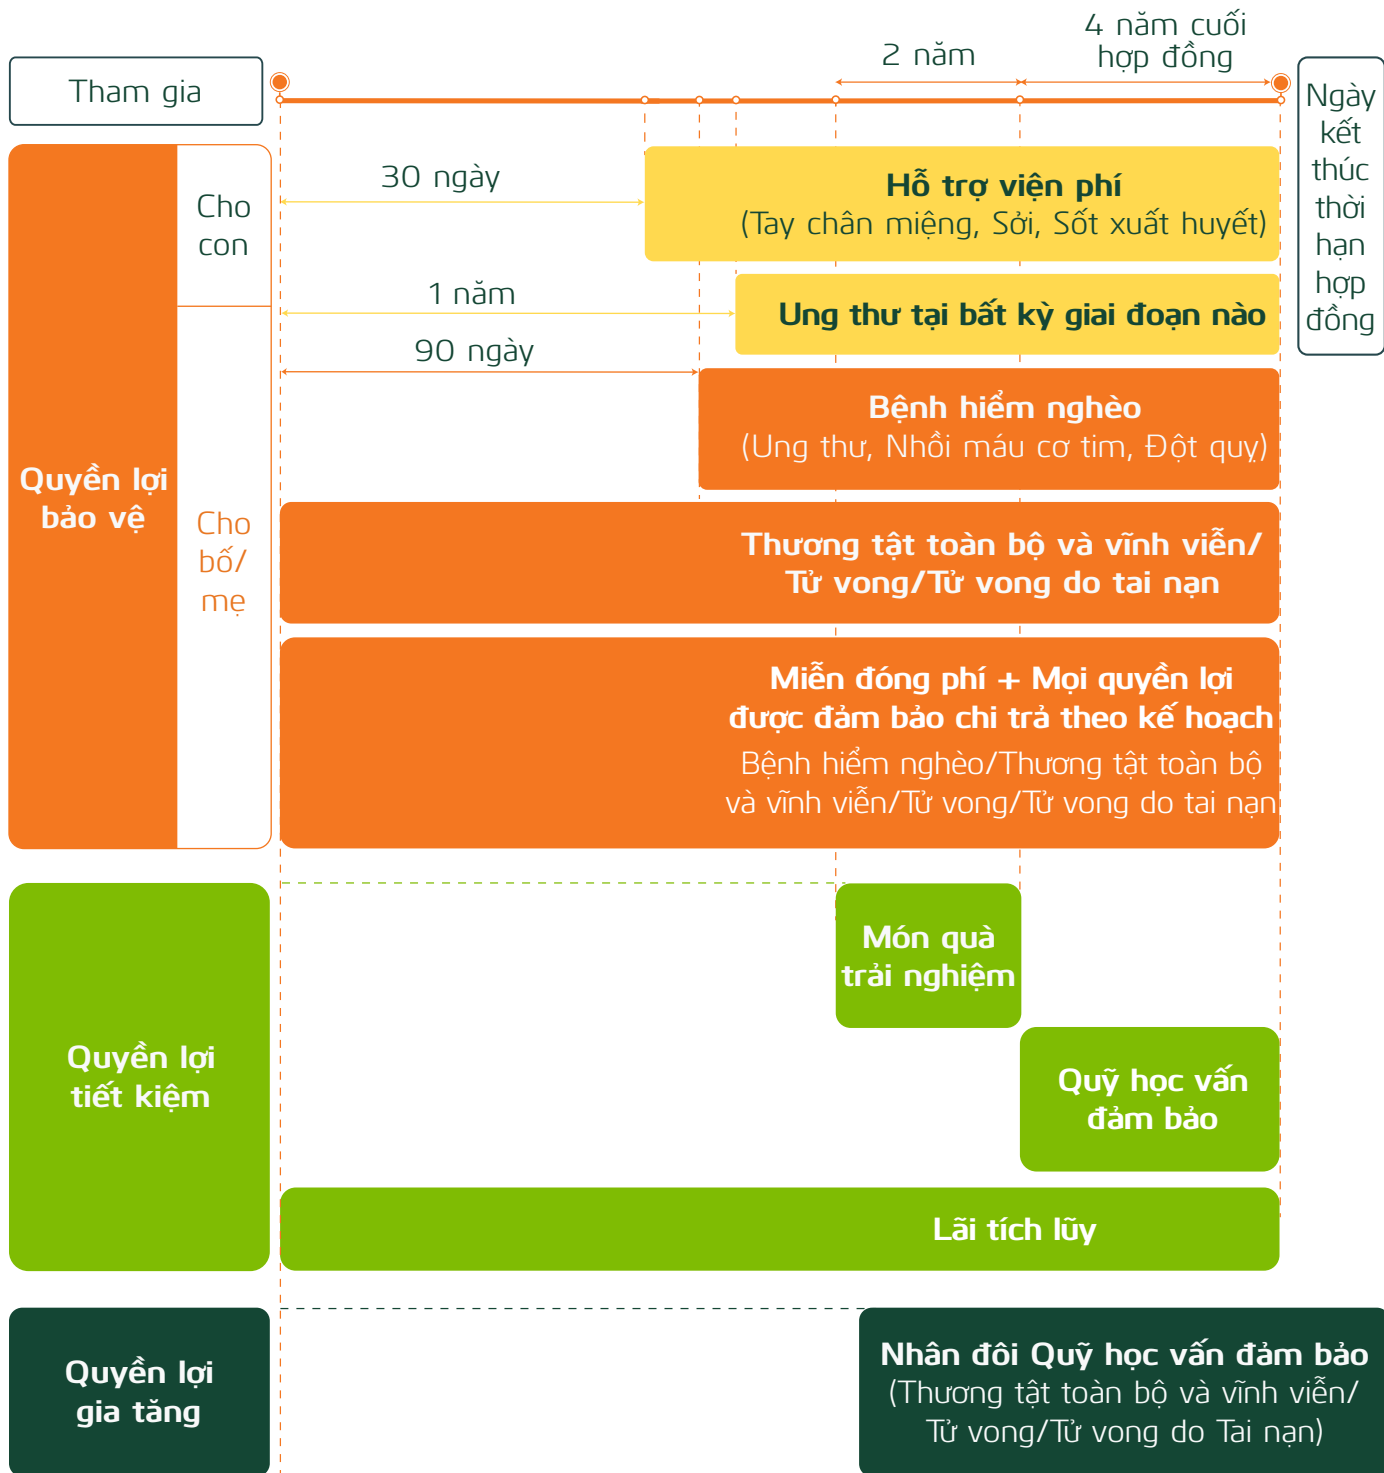 4 năm cuối
hợp đồng
2 năm
Tham gia
Ngày
kết
thúc
thời
hạn
hợp
đồng
Quyền lợi
bảo vệ
Cho
con
30 ngày
Hỗ trợ viện phí
(Tay chân miệng, Sởi, Sốt xuất huyết)
1 năm
Ung thư tại bất kỳ giai đoạn nào
Cho
bố/
mẹ
90 ngày
Bệnh hiểm nghèo
(Ung thư, Nhồi máu cơ tim, Đột quỵ)
Thương tật toàn bộ và vĩnh viễn/
Tử vong/Tử vong do tai nạn
Miễn đóng phí + Mọi quyền lợi
được đảm bảo chi trả theo kế hoạch
Bệnh hiểm nghèo/Thương tật toàn bộ
và vĩnh viễn/Tử vong/Tử vong do tai nạn
Quyền lợi
tiết kiệm
Món quà
trải nghiệm
Quỹ học vấn
đảm bảo
Lãi tích lũy
Quyền lợi
gia tăng
Nhân đôi Quỹ học vấn đảm bảo
(Thương tật toàn bộ và vĩnh viễn/
Tử vong/Tử vong do Tai nạn)